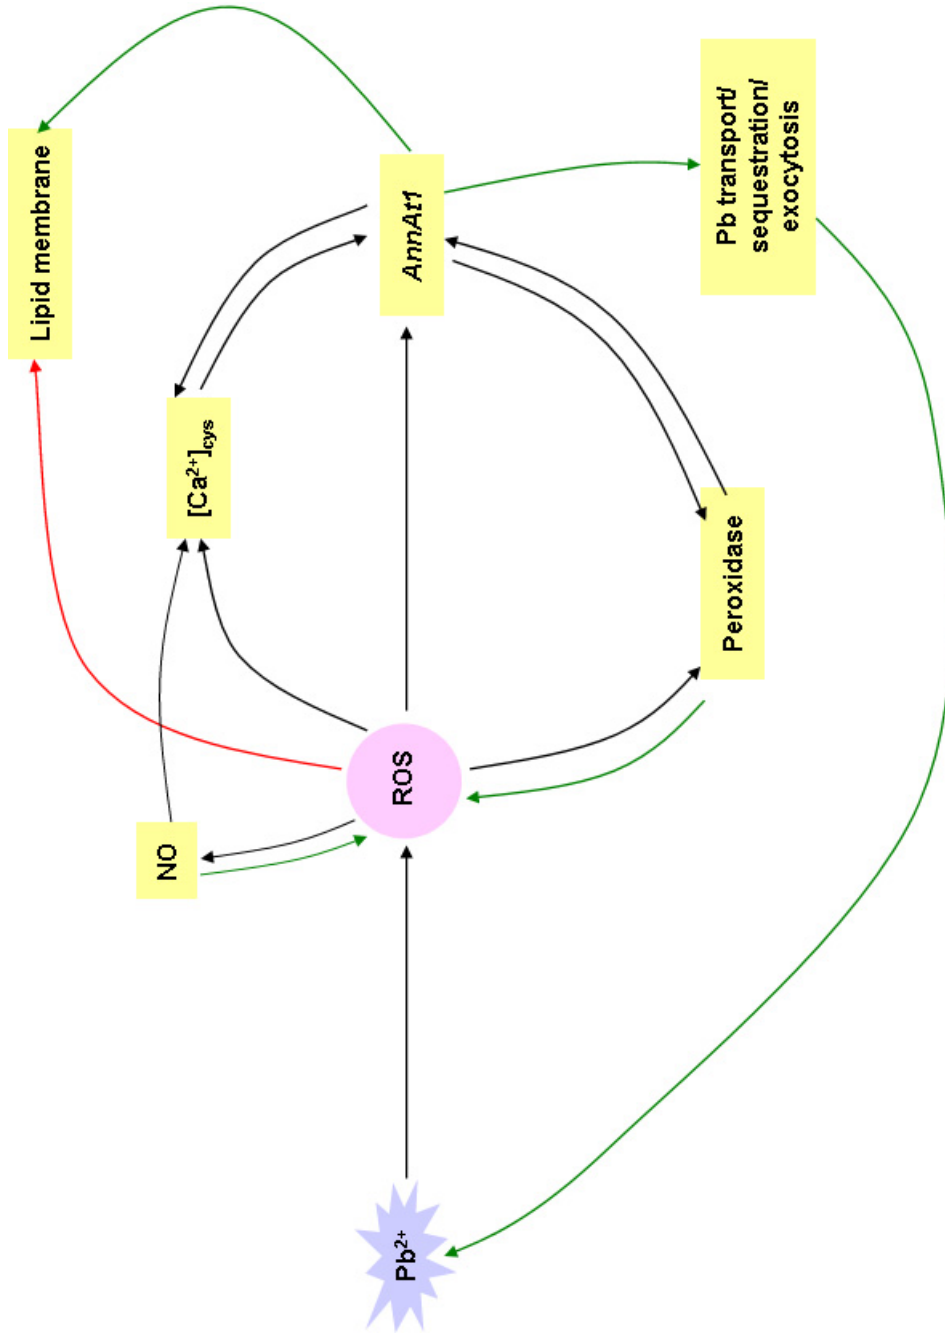 Pb²⁺
ROS
NO
[Ca²⁺]cys
Lipid membrane
AnnAt1
Peroxidase
Pb transport/
sequestration/
exocytosis